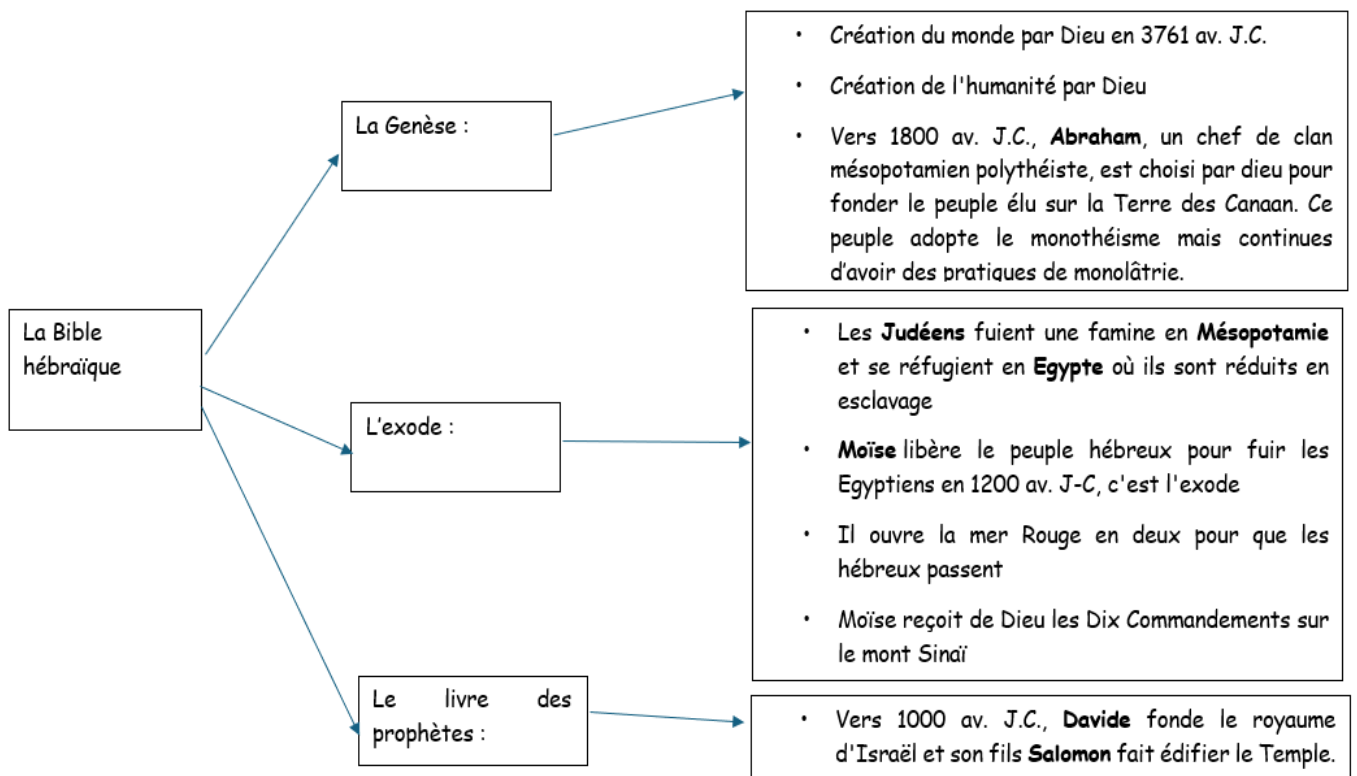 La Bible
hébraïque
La Genèse :
• Création du monde par Dieu en 3761 av. J.C.
• Création de l'humanité par Dieu
• Vers 1800 av. J.C., Abraham, un chef de clan
mésopotamien polythéiste, est choisi par dieu pour
fonder le peuple élu sur la Terre des Canaan. Ce
peuple adopte le monothéisme mais continues
d'avoir des pratiques de monolâtrie.
L'exode :
• Les Judéens fuient une famine en Mésopotamie
et se réfugient en Egypte où ils sont réduits en
esclavage
• Moïse libère le peuple hébreux pour fuir les
Egyptiens en 1200 av. J-C, c'est l'exode
• Il ouvre la mer Rouge en deux pour que les
hébreux passent
• Moïse reçoit de Dieu les Dix Commandements sur
le mont Sinaï
Le livre des
prophètes :
• Vers 1000 av. J.C., Davide fonde le royaume
d'Israël et son fils Salomon fait édifier le Temple.